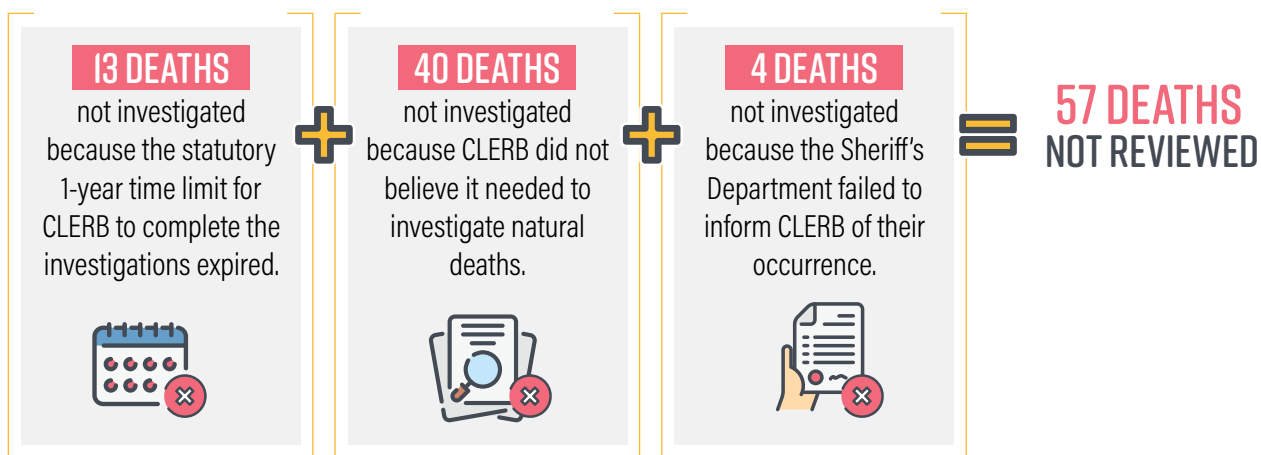 13 DEATHS
not investigated
because the statutory
1-year time limit for
CLERB to complete the
investigations expired.
40 DEATHS
not investigated
because CLERB did not
believe it needed to
investigate natural
deaths.
4 DEATHS
not investigated
because the Sheriff's
Department failed to
inform CLERB of their
occurrence.
57 DEATHS
NOT REVIEWED